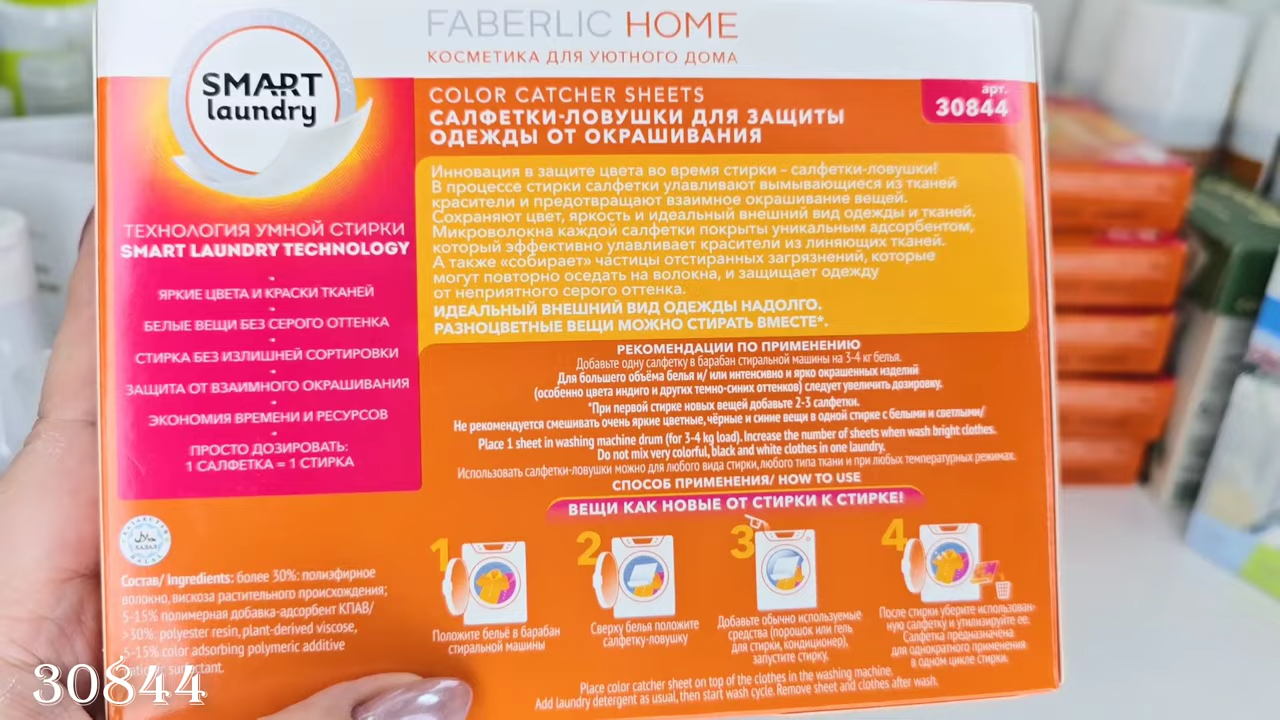 FABERLIC HOME
КОСМЕТИКА ДЛЯ УЮТНОГО ДОМА
SMART
laundry
COLOR CATCHER SHEETS
САЛФЕТКИ-ЛОВУШКИ ДЛЯ ЗАЩИТЫ
ОДЕЖДЫ ОТ ОКРАШИВАНИЯ
арт.
30844
Инновация в защите цвета во время стирки – салфетки-ловушки!
В процессе стирки салфетки улавливают вымывающиеся из тканей
красители и предотвращают взаимное окрашивание вещей.
Сохраняют цвет, яркость и идеальный внешний вид одежды и тканей.
Микроволокна каждой салфетки покрыты уникальным адсорбентом,
который эффективно улавливает красители из линяющих тканей.
А также «собирает» частицы отстиранных загрязнений, которые
могут повторно оседать на волокна, и защищает одежду
от неприятного серого оттенка.
ИДЕАЛЬНЫЙ ВНЕШНИЙ ВИД ОДЕЖДЫ НАДОЛГО.
РАЗНОЦВЕТНЫЕ ВЕЩИ МОЖНО СТИРАТЬ ВМЕСТЕ*.
ТЕХНОЛОГИЯ УМНОЙ СТИРКИ
SMART LAUNDRY TECHNOLOGY
ЯРКИЕ ЦВЕТА И КРАСКИ ТКАНЕЙ
БЕЛЫЕ ВЕЩИ БЕЗ СЕРОГО ОТТЕНКА
СТИРКА БЕЗ ИЗЛИШНЕЙ СОРТИРОВКИ
ЗАЩИТА ОТ ВЗАИМНОГО ОКРАШИВАНИЯ
ЭКОНОМИЯ ВРЕМЕНИ И РЕСУРСОВ
ПРОСТО ДОЗИРОВАТЬ:
1 САЛФЕТКА = 1 СТИРКА
РЕКОМЕНДАЦИИ ПО ПРИМЕНЕНИЮ
Добавьте одну салфетку в барабан стиральной машины на 3-4 кг белья.
Для большего объёма белья и/ или интенсивно и ярко окрашенных изделий
(особенно цвета индиго и других темно-синих оттенков) следует увеличить дозировку.
*При первой стирке новых вещей добавьте 2-3 салфетки.
Не рекомендуется смешивать очень яркие цветные, чёрные и синие вещи в одной стирке с белыми и светлыми/
Place 1 sheet in washing machine drum (for 3-4 kg load). Increase the number of sheets when wash bright clothes.
Do not mix very colorful, black and white clothes in one laundry.
Использовать салфетки-ловушки можно для любого вида стирки, любого типа ткани и при любых температурных режимах.
СПОСОБ ПРИМЕНЕНИЯ/ HOW TO USE
ВЕЩИ КАК НОВЫЕ ОТ СТИРКИ К СТИРКЕ!
1
Положите бельё в барабан
стиральной машины
2
Сверху белья положите
салфетку-ловушку
3
Добавьте обычно используемые
средства (порошок или гель
для стирки, кондиционер),
запустите стирку.
4
После стирки уберите использован-
ную салфетку и утилизируйте ее.
Салфетка предназначена
для однократного применения
в одном цикле стирки.
Place color catcher sheet on top of the clothes in the washing machine.
Add laundry detergent as usual, then start wash cycle. Remove sheet and clothes after wash.
Состав/ Ingredients: более 30%: полиэфирное
волокно, вискоза растительного происхождения;
5-15% полимерная добавка-адсорбент КПАВ/
>30%: polyester resin, plant-derived viscose,
5-15% color adsorbing polymeric additive
surfactant.
30844